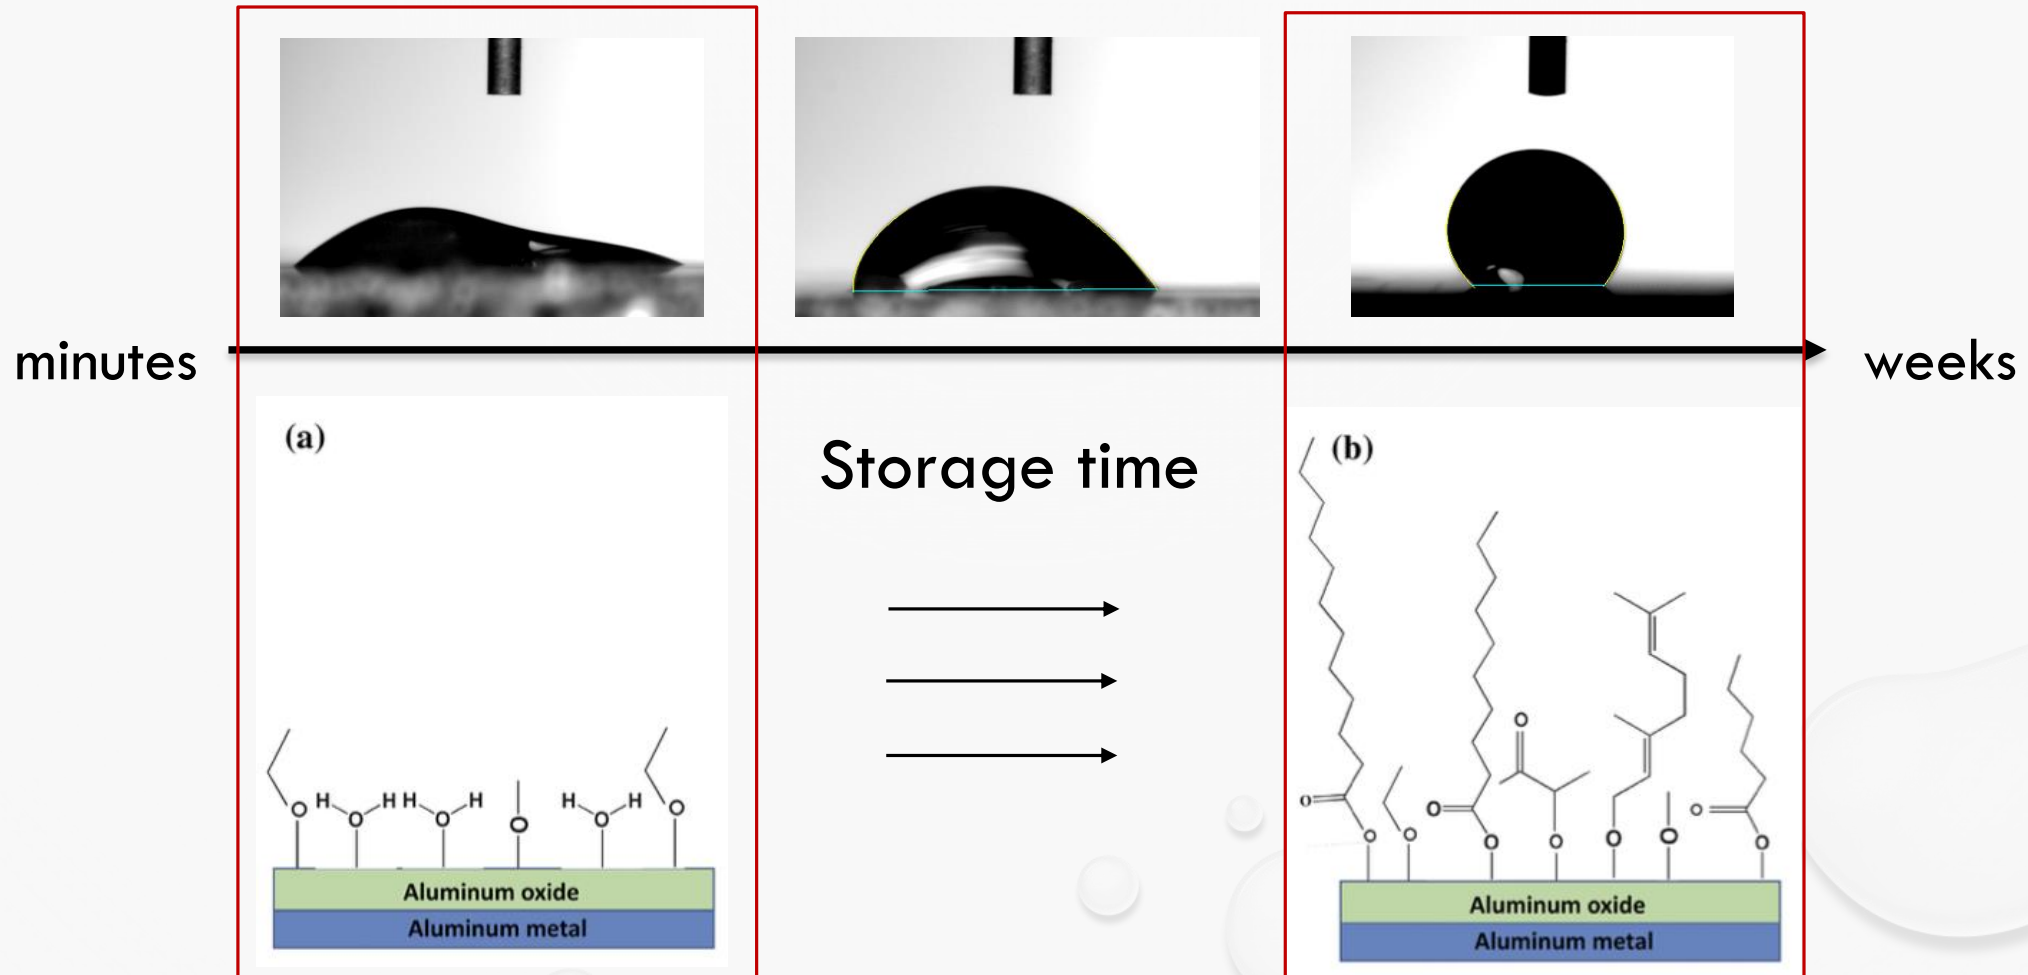 minutes
weeks
(a)
Storage time
(b)
O H H H H H H O
O O O O
Aluminum oxide
Aluminum metal
O
O O O
O O O O O O O
Aluminum oxide
Aluminum metal